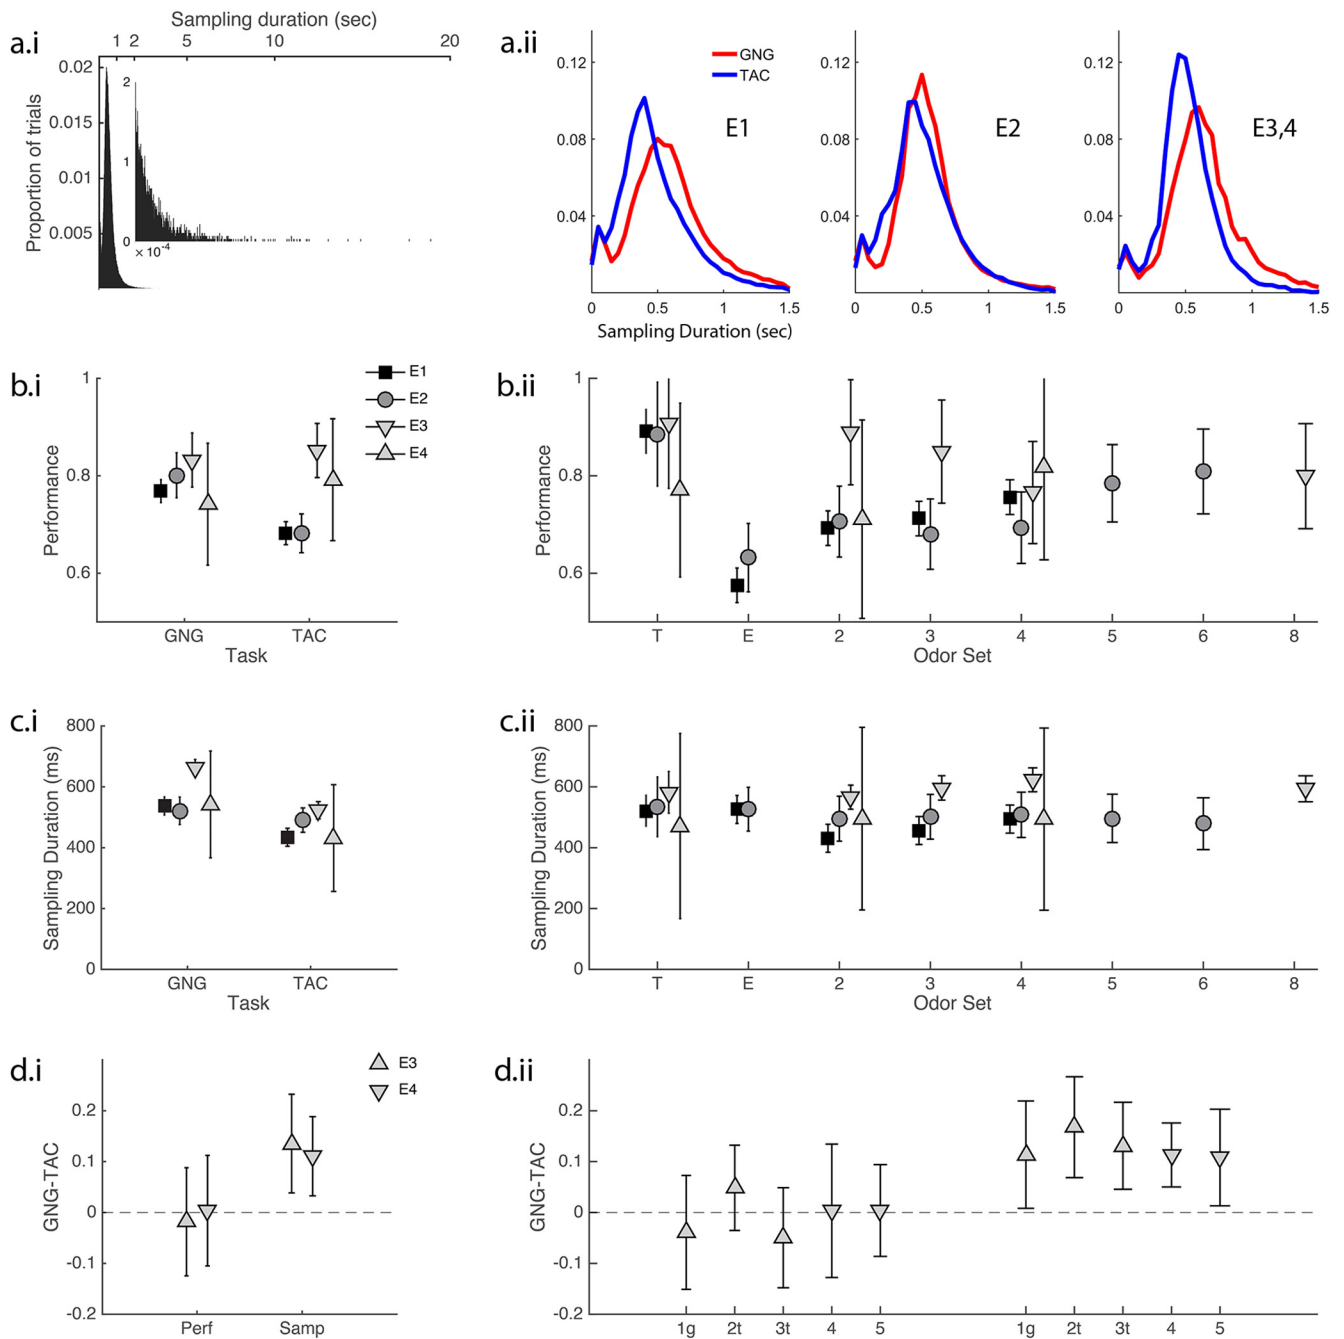 a.i
Sampling duration (sec)
1 2 5 10 20
Proportion of trials
0.02
0.015
0.01
0.005
2
1
0
× 10⁻⁴
a.ii
GNG
TAC
0.12
0.08
0.04
E1
0 0.5 1 1.5
Sampling Duration (sec)
0.12
0.08
0.04
E2
0 0.5 1 1.5
0.12
0.08
0.04
E3,4
0 0.5 1 1.5
b.i
E1
E2
E3
E4
Performance
1
0.8
0.6
GNG TAC
Task
b.ii
Performance
1
0.8
0.6
T E 2 3 4 5 6 8
Odor Set
c.i
Sampling Duration (ms)
800
600
400
200
0
GNG TAC
Task
c.ii
Sampling Duration (ms)
800
600
400
200
0
T E 2 3 4 5 6 8
Odor Set
d.i
E3
E4
GNG-TAC
0.2
0.1
0
-0.1
-0.2
Perf Samp
d.ii
GNG-TAC
0.2
0.1
0
-0.1
-0.2
1g 2t 3t 4 5 1g 2t 3t 4 5